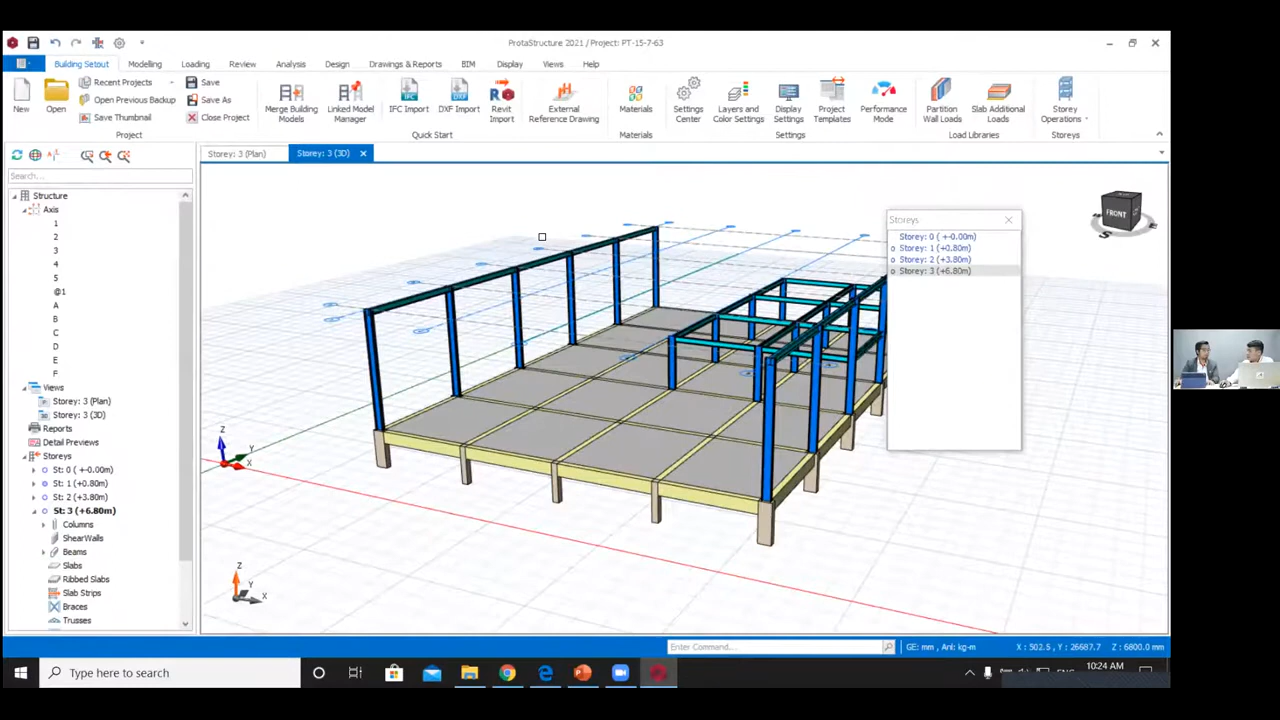 ProtaStructure 2021 / Project: PT-15-7-63
Building Setout Modelling Loading Review Analysis Design Drawings & Reports BIM Display Views Help
New
Open
Recent Projects
Open Previous Backup
Save Thumbnail
Save
Save As
Close Project
Project
Merge Building Models
Linked Model Manager
IFC Import
DXF Import
Revit Import
External Reference Drawing
Quick Start
Materials
Materials
Settings Center
Layers and Color Settings
Display Settings
Project Templates
Performance Mode
Settings
Partition Wall Loads
Slab Additional Loads
Load Libraries
Storey Operations
Storeys
Storey: 3 (Plan)
Storey: 3 (3D)
Search...
Structure
Axis
1
2
3
4
5
@1
A
B
C
D
E
F
Views
Storey: 3 (Plan)
Storey: 3 (3D)
Reports
Detail Previews
Storeys
St: 0 (+-0.00m)
St: 1 (+0.80m)
St: 2 (+3.80m)
St: 3 (+6.80m)
Columns
ShearWalls
Beams
Slabs
Ribbed Slabs
Slab Strips
Braces
Trusses
Storeys
Storey: 0 ( +-0.00m)
Storey: 1 (+0.80m)
Storey: 2 (+3.80m)
Storey: 3 (+6.80m)
FRONT
S
Z
Y
X
Z
Y
X
Enter Command...
GE: mm , Anl: kg-m
X : 502.5, Y : 26687.7
Z : 6800.0 mm
Type here to search
ENG
10:24 AM